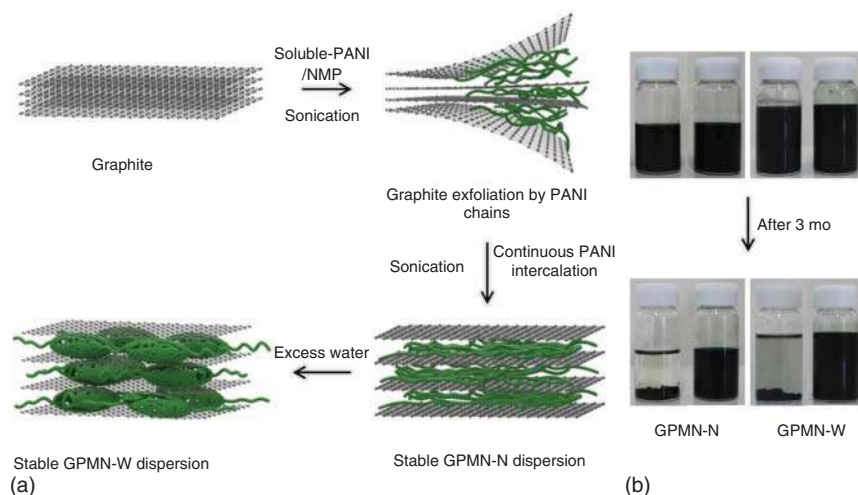 Soluble-PANI
/NMP
Sonication
Graphite
Graphite exfoliation by PANI
chains
Sonication
Continuous PANI
intercalation
Excess water
Stable GPMN-W dispersion
Stable GPMN-N dispersion
(a)
After 3 mo
GPMN-N
GPMN-W
(b)